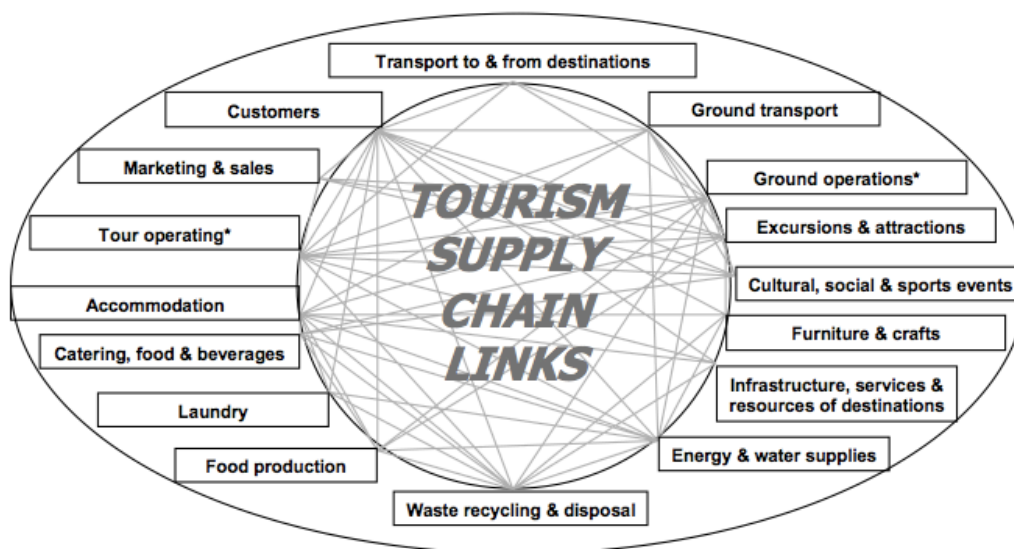 Transport to & from destinations
Customers
Ground transport
Marketing & sales
Ground operations*
Tour operating*
Excursions & attractions
Cultural, social & sports events
Accommodation
Furniture & crafts
Catering, food & beverages
Infrastructure, services &
resources of destinations
Laundry
Energy & water supplies
Food production
Waste recycling & disposal
TOURISM
SUPPLY
CHAIN
LINKS